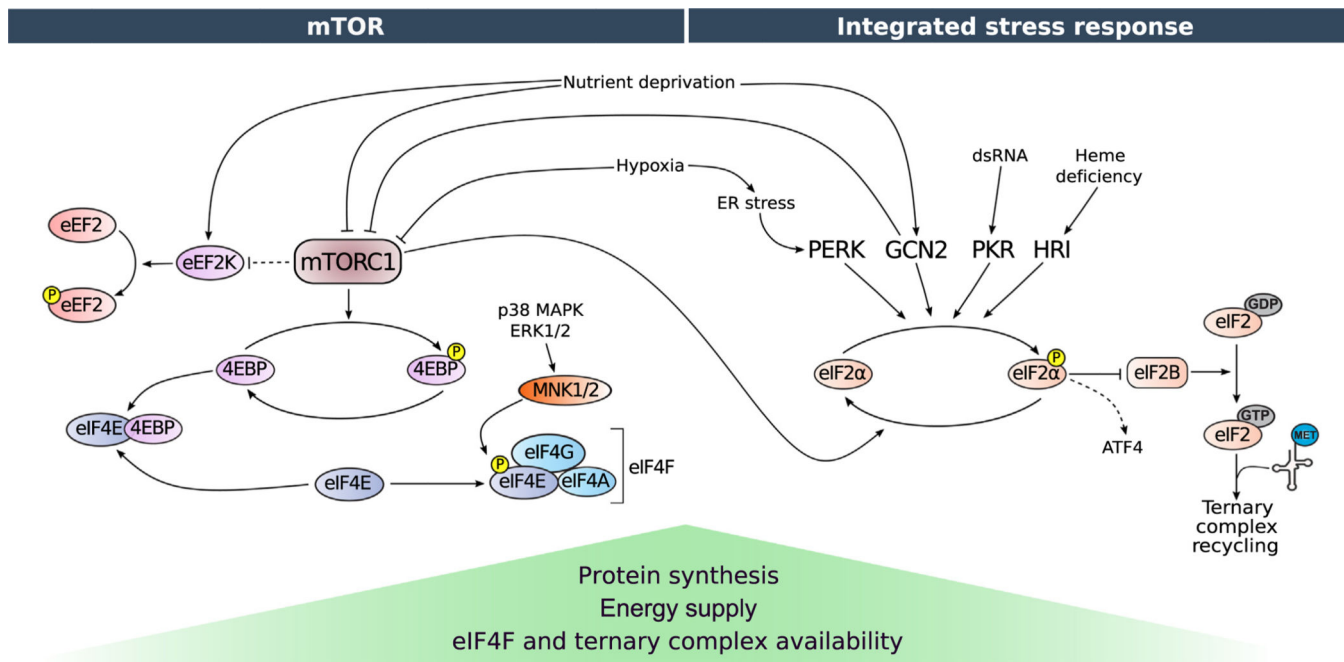 mTOR
Integrated stress response
Nutrient deprivation
Hypoxia
dsRNA
Heme
deficiency
ER stress
eEF2
eEF2K
mTORC1
PERK
GCN2
PKR
HRI
P
eEF2
p38 MAPK
ERK1/2
GDP
eIF2
4EBP
P
4EBP
MNK1/2
eIF2α
P
eIF2α
eIF2B
eIF4E
4EBP
GTP
eIF2
MET
ATF4
eIF4E
P
eIF4G
eIF4E
eIF4A
eIF4F
Ternary
complex
recycling
Protein synthesis
Energy supply
eIF4F and ternary complex availability